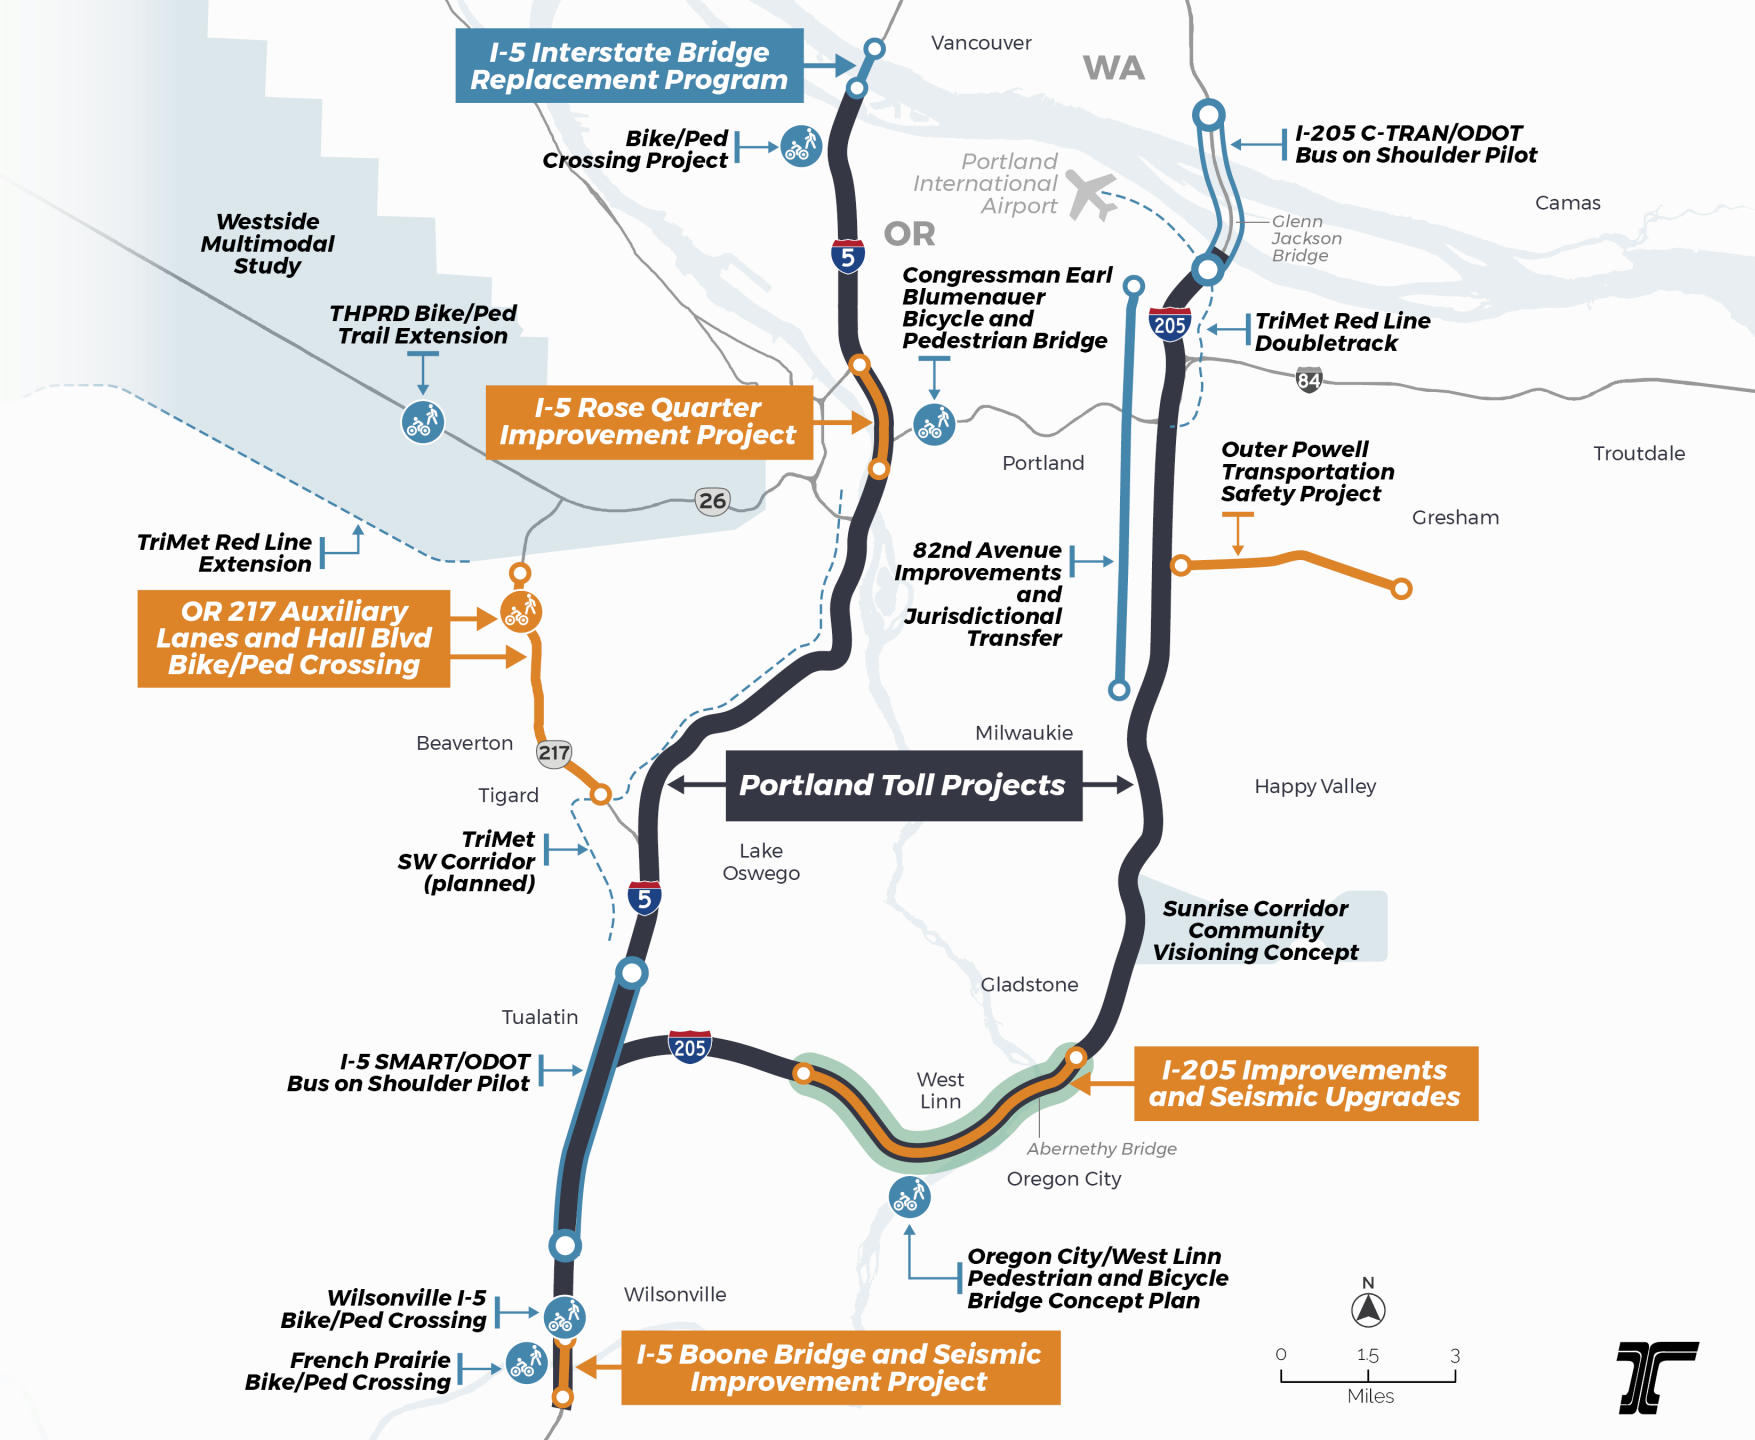 I-5 Interstate Bridge
Replacement Program
Vancouver
WA
Bike/Ped
Crossing Project
I-205 C-TRAN/ODOT
Bus on Shoulder Pilot
Portland
International
Airport
Camas
Westside
Multimodal
Study
OR
Glenn
Jackson
Bridge
5
THPRD Bike/Ped
Trail Extension
Congressman Earl
Blumenauer
Bicycle and
Pedestrian Bridge
205
TriMet Red Line
Doubletrack
84
I-5 Rose Quarter
Improvement Project
Portland
Outer Powell
Transportation
Safety Project
Troutdale
26
Gresham
TriMet Red Line
Extension
82nd Avenue
Improvements
and
Jurisdictional
Transfer
OR 217 Auxiliary
Lanes and Hall Blvd
Bike/Ped Crossing
Beaverton
217
Milwaukie
Tigard
Portland Toll Projects
Happy Valley
TriMet
SW Corridor
(planned)
Lake
Oswego
5
Sunrise Corridor
Community
Visioning Concept
Gladstone
Tualatin
I-5 SMART/ODOT
Bus on Shoulder Pilot
205
West
Linn
I-205 Improvements
and Seismic Upgrades
Abernethy Bridge
Oregon City
Oregon City/West Linn
Pedestrian and Bicycle
Bridge Concept Plan
Wilsonville I-5
Bike/Ped Crossing
Wilsonville
French Prairie
Bike/Ped Crossing
I-5 Boone Bridge and Seismic
Improvement Project
N
0 1.5 3
Miles